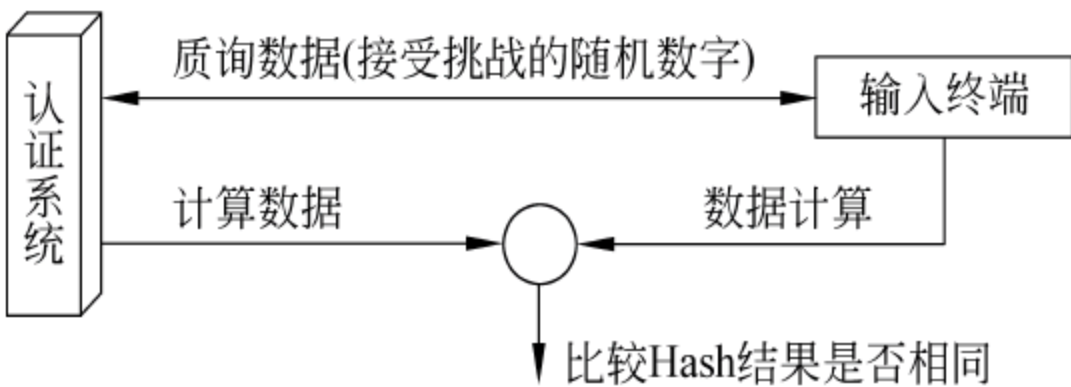 质询数据(接受挑战的随机数字)
认证系统
输入终端
计算数据
数据计算
比较Hash结果是否相同